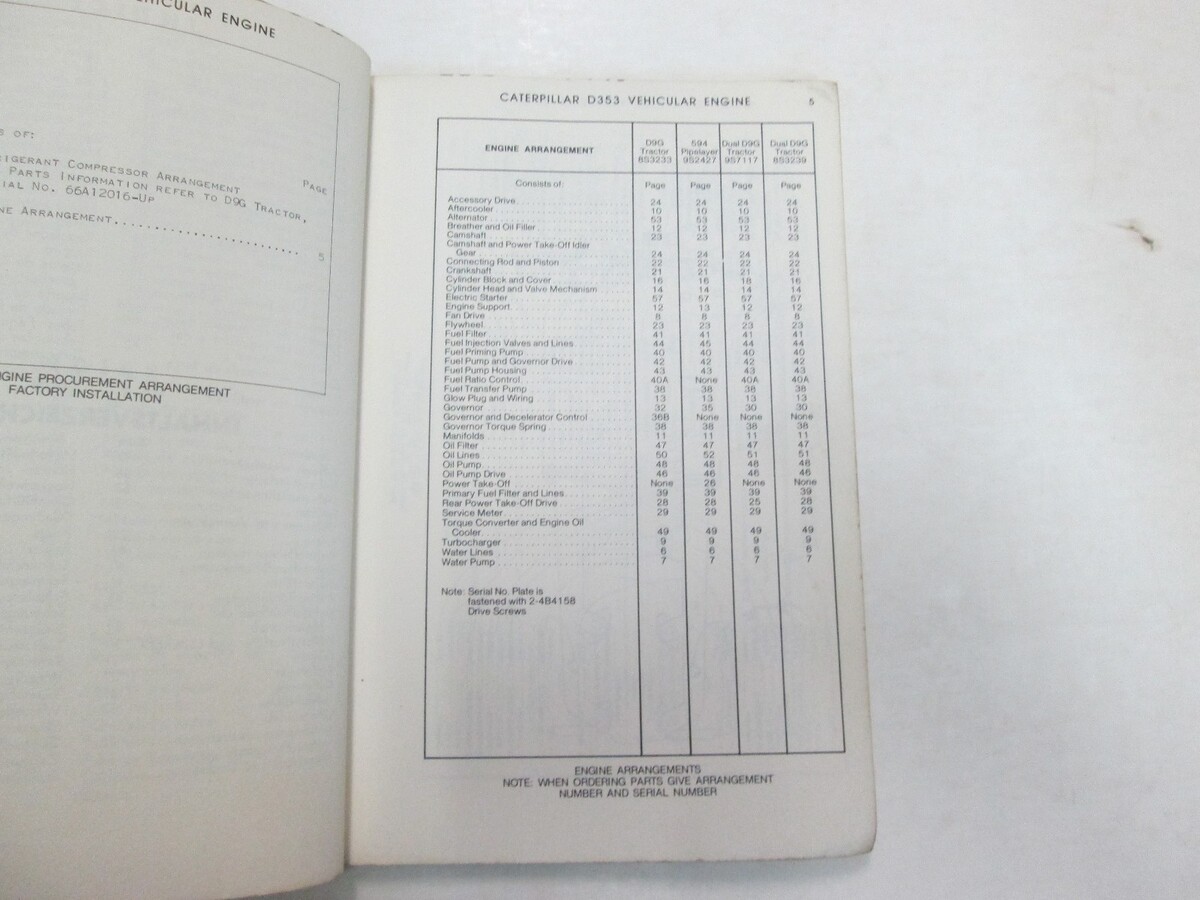 VEHICULAR ENGINE
OF:
COMPRESSOR ARRANGEMENT
PARTS INFORMATION REFER TO D9G TRACTOR,
No. 66A12016-UP
PAGE
ARRANGEMENT........................ 5
PROCUREMENT ARRANGEMENT
FACTORY INSTALLATION
CATERPILLAR D353 VEHICULAR ENGINE 5
ENGINE ARRANGEMENT
D9G Tractor 8S3233
594 Pipelayer 9S2427
Dual D9G Tractor 9S7117
Dual D9G Tractor 8S3239
Consists of: Page Page Page Page
Accessory Drive 24 24 24 24
Aftercooler 10 10 10 10
Alternator 53 53 53 53
Breather and Oil Filler 12 12 12 12
Camshaft 23 23 23 23
Camshaft and Power Take-Off Idler
Gear 24 24 24 24
Connecting Rod and Piston 22 22 22 22
Crankshaft 21 21 21 21
Cylinder Block and Cover 16 16 18 16
Cylinder Head and Valve Mechanism 14 14 14 14
Electric Starter 57 57 57 57
Engine Support 12 13 12 12
Fan Drive 8 8 8 8
Flywheel 23 23 23 23
Fuel Filter 41 41 41 41
Fuel Injection Valves and Lines 44 45 44 44
Fuel Priming Pump 40 40 40 40
Fuel Pump and Governor Drive 42 42 42 42
Fuel Pump Housing 43 43 43 43
Fuel Ratio Control 40A None 40A 40A
Fuel Transfer Pump 38 38 38 38
Glow Plug and Wiring 13 13 13 13
Governor 32 35 30 30
Governor and Decelerator Control 36B None None None
Governor Torque Spring 38 38 38 38
Manifolds 11 11 11 11
Oil Filter 47 47 47 47
Oil Lines 50 52 51 51
Oil Pump 48 48 48 48
Oil Pump Drive 46 46 46 46
Power Take-Off None 26 None None
Primary Fuel Filter and Lines 39 39 39 39
Rear Power Take-Off Drive 28 28 25 28
Service Meter 29 29 29 29
Torque Converter and Engine Oil
Cooler 49 49 49 49
Turbocharger 9 9 9 9
Water Lines 6 6 6 6
Water Pump 7 7 7 7
Note: Serial No. Plate is
fastened with 2-4B4158
Drive Screws
ENGINE ARRANGEMENTS
NOTE: WHEN ORDERING PARTS GIVE ARRANGEMENT
NUMBER AND SERIAL NUMBER